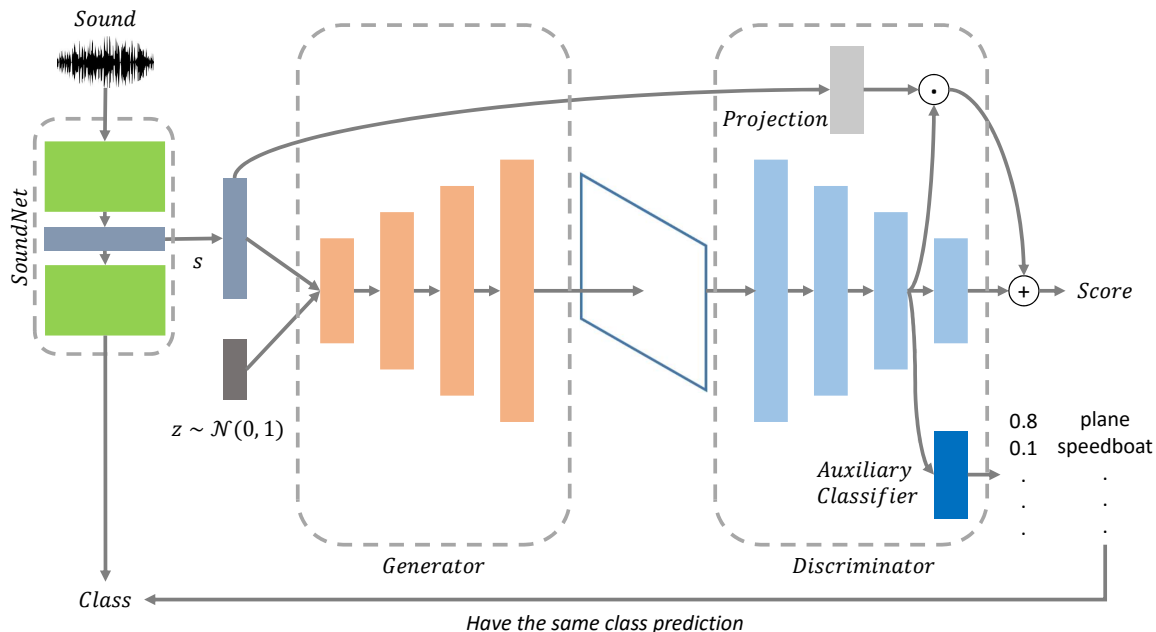 Sound
SoundNet
s
z ~ 𝒩(0, 1)
Generator
Projection
·
+
Score
Auxiliary
Classifier
0.8 plane
0.1 speedboat
. .
. .
. .
Discriminator
Class
Have the same class prediction